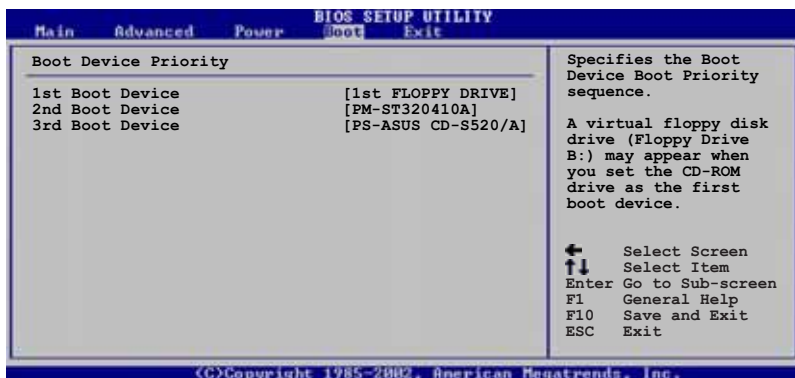 BIOS SETUP UTILITY
Main Advanced Power Boot Exit
Boot Device Priority
1st Boot Device [1st FLOPPY DRIVE]
2nd Boot Device [PM-ST320410A]
3rd Boot Device [PS-ASUS CD-S520/A]
Specifies the Boot
Device Boot Priority
sequence.
A virtual floppy disk
drive (Floppy Drive
B:) may appear when
you set the CD-ROM
drive as the first
boot device.
← Select Screen
↑↓ Select Item
Enter Go to Sub-screen
F1 General Help
F10 Save and Exit
ESC Exit
(C)Copyright 1985-2002, American Megatrends, Inc.